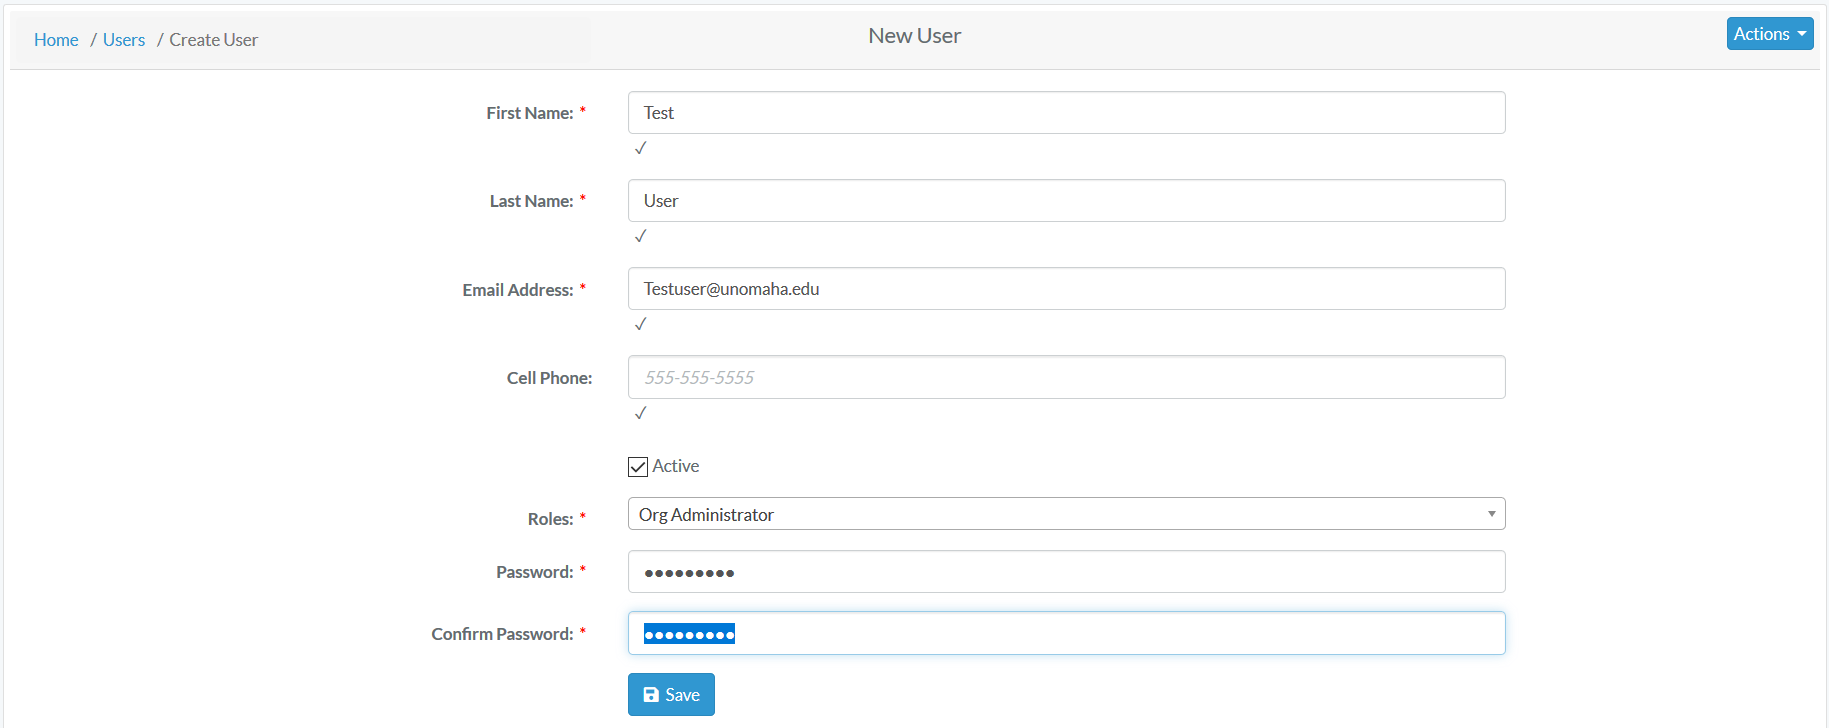 Home / Users / Create User
New User
Actions
First Name: *
Test
Last Name: *
User
Email Address: *
Testuser@unomaha.edu
Cell Phone:
555-555-5555
Active
Roles: *
Org Administrator
Password: *
•••••••••
Confirm Password: *
•••••••••
Save